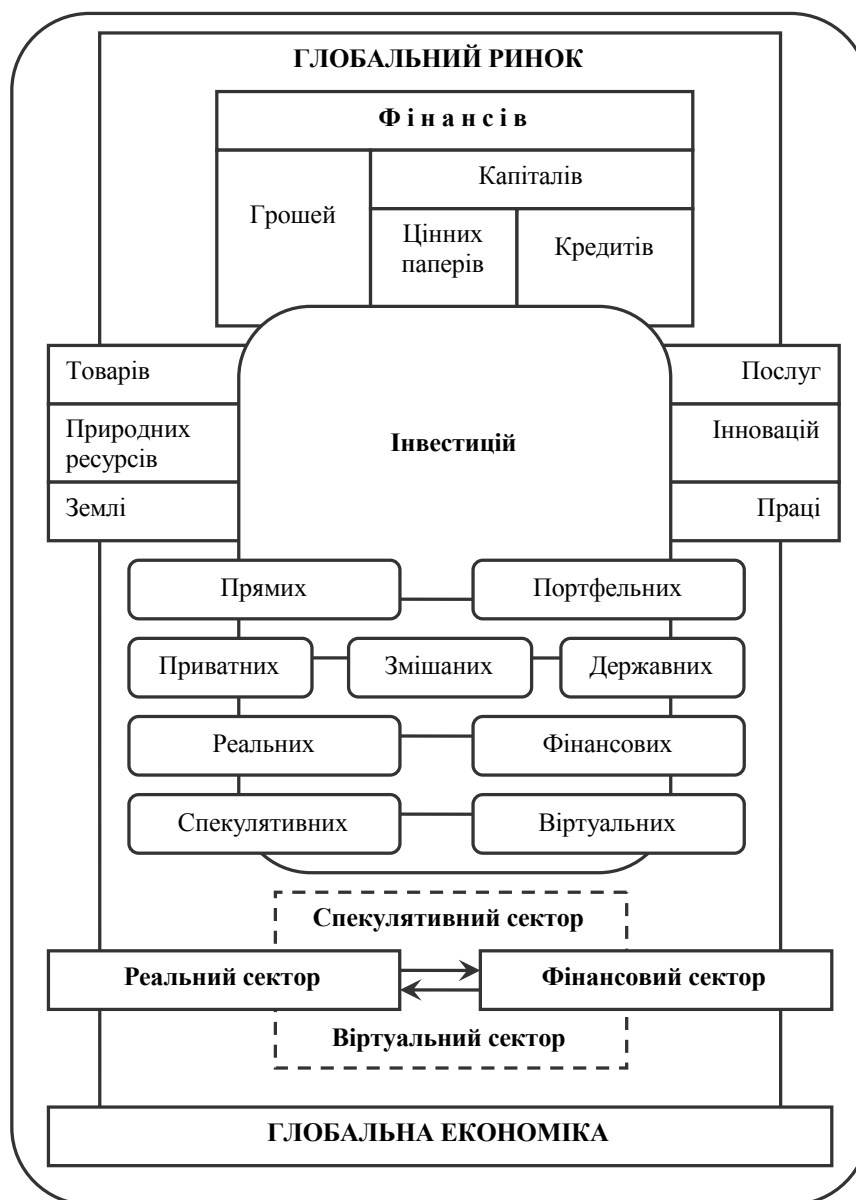 ГЛОБАЛЬНИЙ РИНОК
Ф і н а н с і в
Грошей
Капіталів
Цінних
паперів
Кредитів
Товарів
Природних
ресурсів
Землі
Інвестицій
Послуг
Інновацій
Праці
Прямих
Портфельних
Приватних
Змішаних
Державних
Реальних
Фінансових
Спекулятивних
Віртуальних
Спекулятивний сектор
Реальний сектор
Фінансовий сектор
Віртуальний сектор
ГЛОБАЛЬНА ЕКОНОМІКА